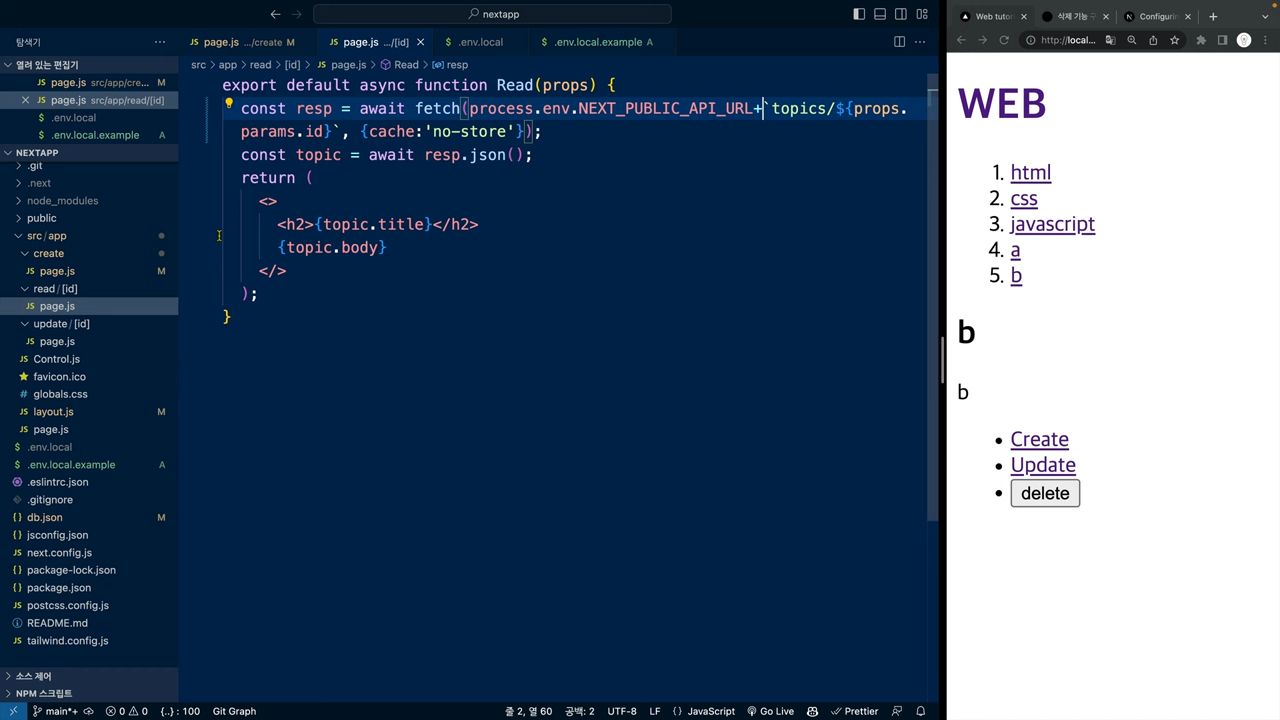 nextapp
Web tutor
삭제 기능
Configurin
탐색기
page.js .../create M
page.js .../[id]
.env.local
.env.local.example A
http://local...
열려 있는 편집기
page.js src/app/cre... M
page.js src/app/read/[id]
.env.local
.env.local.example A
NEXTAPP
.git
.next
node_modules
public
src/app
create
page.js M
read/[id]
page.js
update/[id]
page.js
Control.js
favicon.ico
globals.css
layout.js M
page.js
.env.local
.env.local.example A
.eslintrc.json
.gitignore
db.json M
jsconfig.json
next.config.js
package-lock.json
package.json
postcss.config.js
README.md
tailwind.config.js
소스 제어
NPM 스크립트
src > app > read > [id] > page.js > Read > resp
export default async function Read(props) {
const resp = await fetch(process.env.NEXT_PUBLIC_API_URL+`topics/${props.
params.id}`, {cache:'no-store'});
const topic = await resp.json();
return (
<>
<h2>{topic.title}</h2>
{topic.body}
</>
);
}
WEB
1. html
2. css
3. javascript
4. a
5. b
b
b
Create
Update
delete
main*+
0 0
{..} : 100
Git Graph
줄 2, 열 60
공백: 2
UTF-8
LF
{} JavaScript
Go Live
Prettier